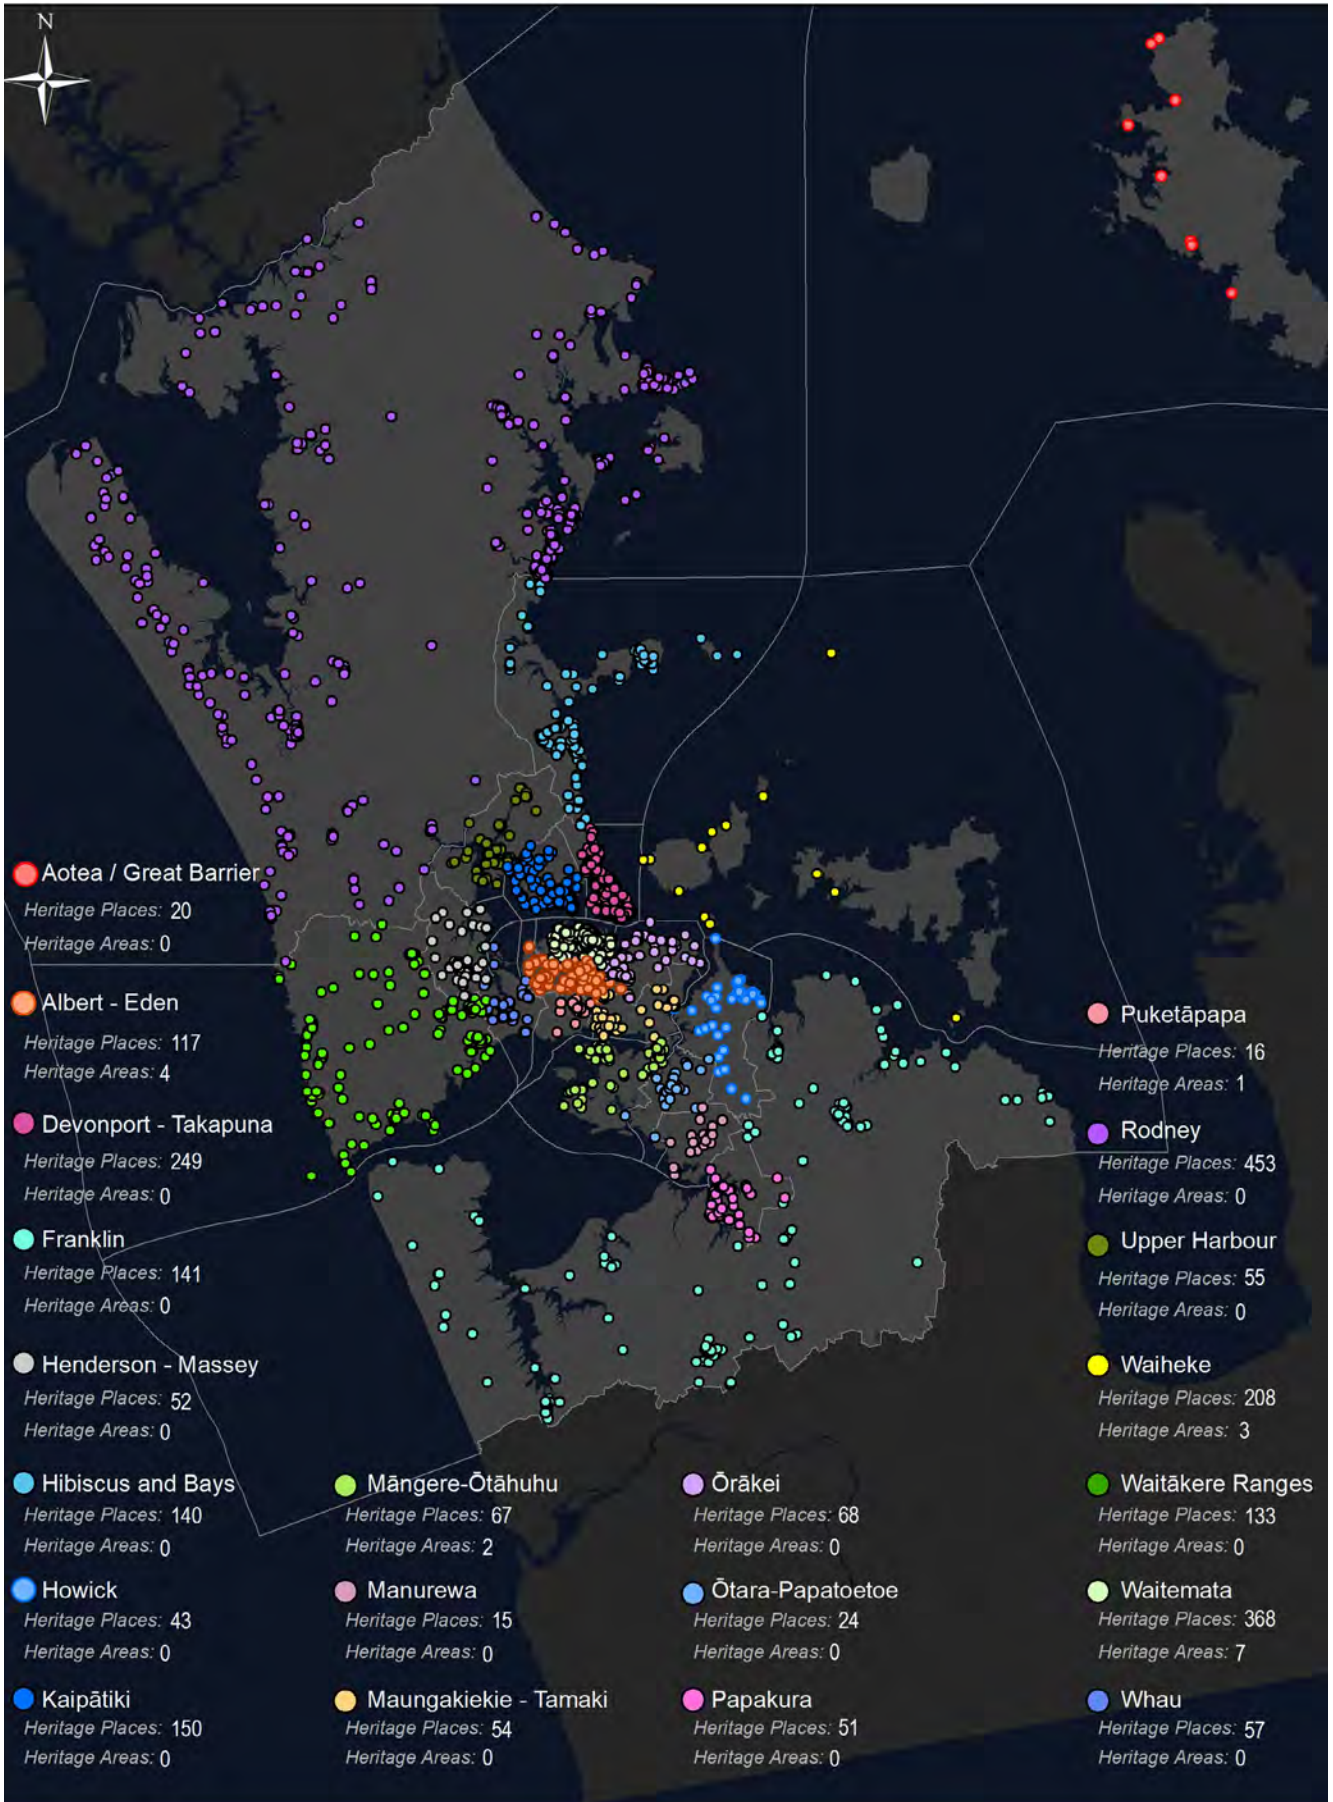 N
Aotea / Great Barrier
Heritage Places: 20
Heritage Areas: 0
Albert - Eden
Heritage Places: 117
Heritage Areas: 4
Devonport - Takapuna
Heritage Places: 249
Heritage Areas: 0
Franklin
Heritage Places: 141
Heritage Areas: 0
Henderson - Massey
Heritage Places: 52
Heritage Areas: 0
Hibiscus and Bays
Heritage Places: 140
Heritage Areas: 0
Howick
Heritage Places: 43
Heritage Areas: 0
Kaipātiki
Heritage Places: 150
Heritage Areas: 0
Māngere-Ōtāhuhu
Heritage Places: 67
Heritage Areas: 2
Manurewa
Heritage Places: 15
Heritage Areas: 0
Maungakiekie - Tamaki
Heritage Places: 54
Heritage Areas: 0
Ōrākei
Heritage Places: 68
Heritage Areas: 0
Ōtara-Papatoetoe
Heritage Places: 24
Heritage Areas: 0
Papakura
Heritage Places: 51
Heritage Areas: 0
Puketāpapa
Heritage Places: 16
Heritage Areas: 1
Rodney
Heritage Places: 453
Heritage Areas: 0
Upper Harbour
Heritage Places: 55
Heritage Areas: 0
Waiheke
Heritage Places: 208
Heritage Areas: 3
Waitākere Ranges
Heritage Places: 133
Heritage Areas: 0
Waitemata
Heritage Places: 368
Heritage Areas: 7
Whau
Heritage Places: 57
Heritage Areas: 0